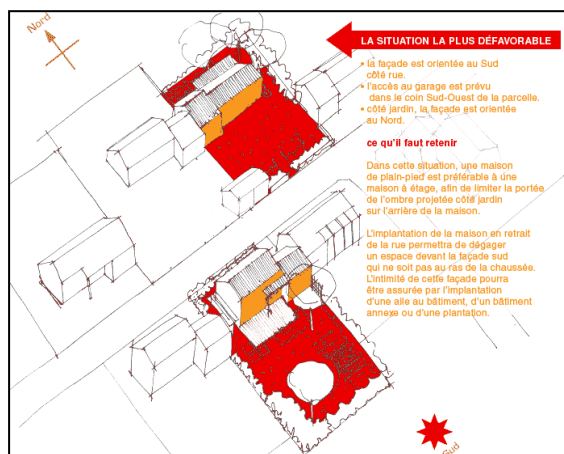 Nord
LA SITUATION LA PLUS DÉFAVORABLE
• la façade est orientée au Sud
côté rue.
• l'accès au garage est prévu
dans le coin Sud-Ouest de la parcelle.
• côté jardin, la façade est orientée
au Nord.
ce qu'il faut retenir
Dans cette situation, une maison
de plain-pied est préférable à une
maison à étage, afin de limiter la portée
de l'ombre projetée côté jardin
sur l'arrière de la maison.
L'implantation de la maison en retrait
de la rue permettra de dégager
un espace devant la façade sud
qui ne soit pas au ras de la chaussée.
L'intimité de cette façade pourra
être assurée par l'implantation
d'une aile au bâtiment, d'un bâtiment
annexe ou d'une plantation.
Sud